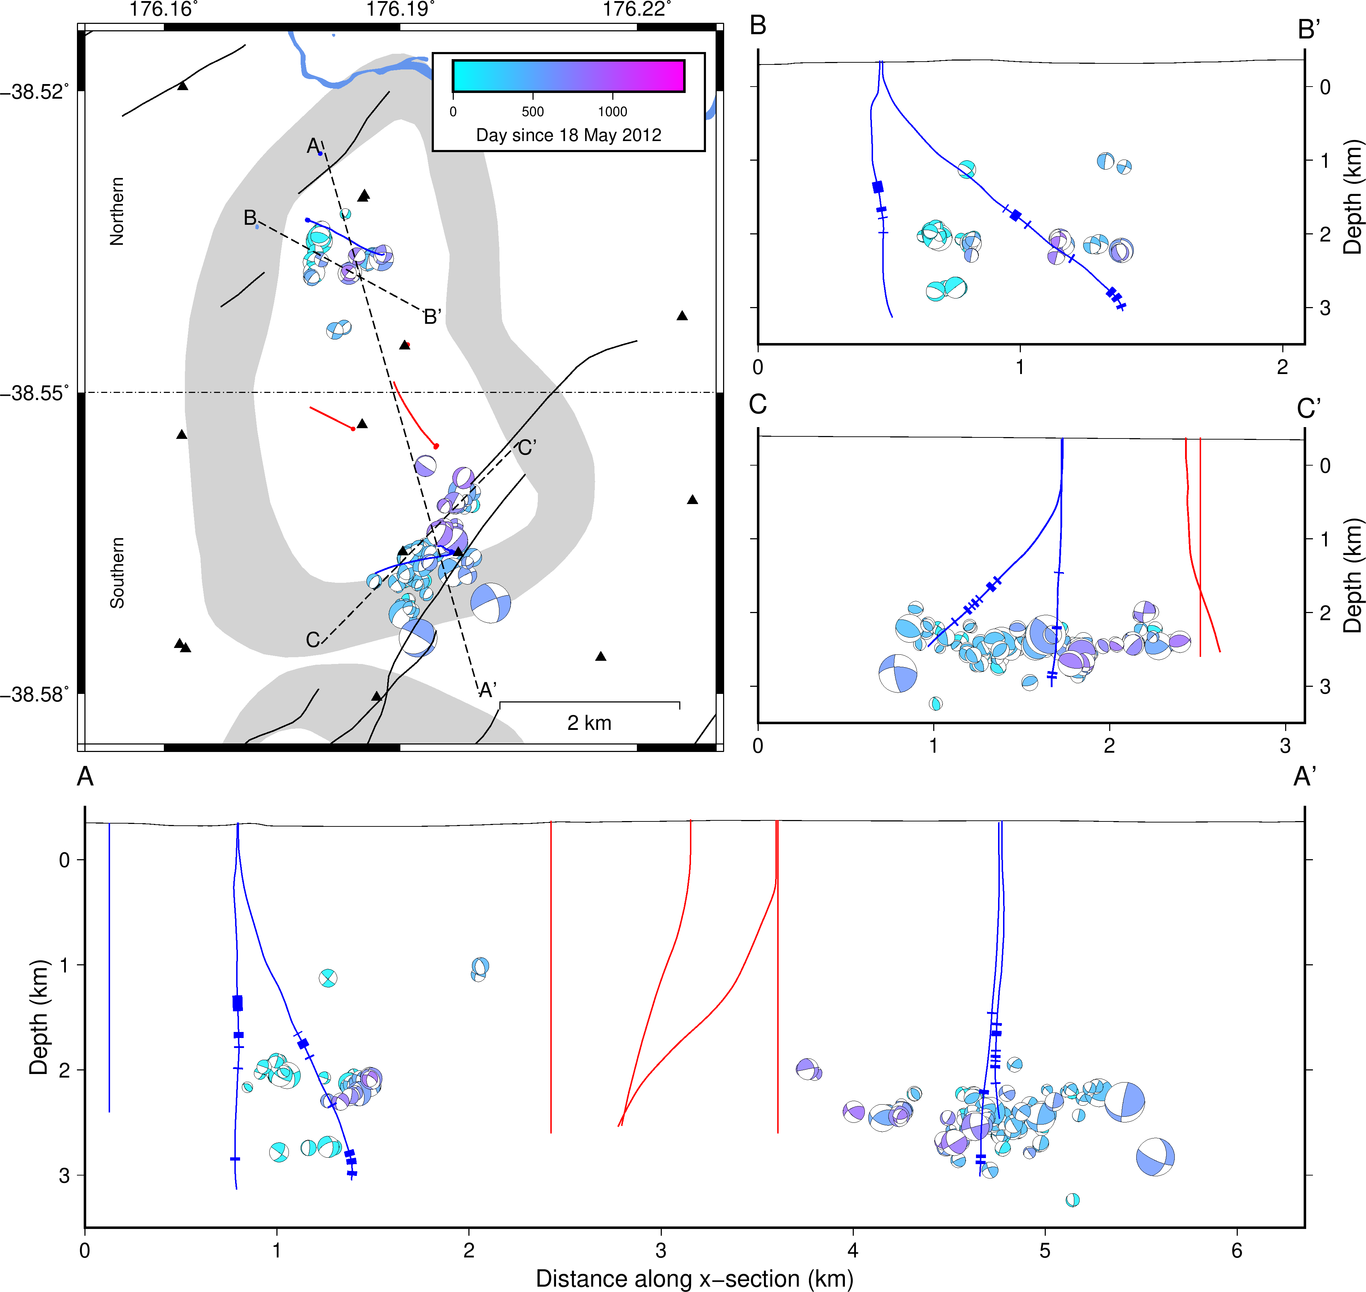 176.16˚ 176.19˚ 176.22˚
−38.52˚
−38.55˚
−38.58˚
Northern
Southern
0 500 1000
Day since 18 May 2012
A
B
B’
C’
C
A’
2 km
B B’
0
1
2
3
Depth (km)
0 1 2
C C’
0
1
2
3
Depth (km)
0 1 2 3
A A’
0
1
2
3
Depth (km)
0 1 2 3 4 5 6
Distance along x−section (km)